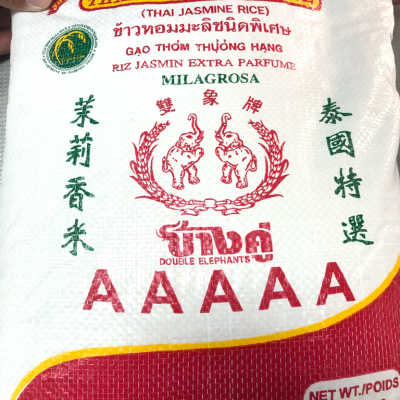 (THAI JASMINE RICE)
ข้าวหอมมะลิชนิดพิเศษ
GẠO THƠM THƯỢNG HẠNG
RIZ JASMIN EXTRA PARFUME
MILAGROSA
雙象牌
茉莉香米
泰國特選
ช้างคู่
DOUBLE ELEPHANTS
AAAAA
NET WT./POIDS